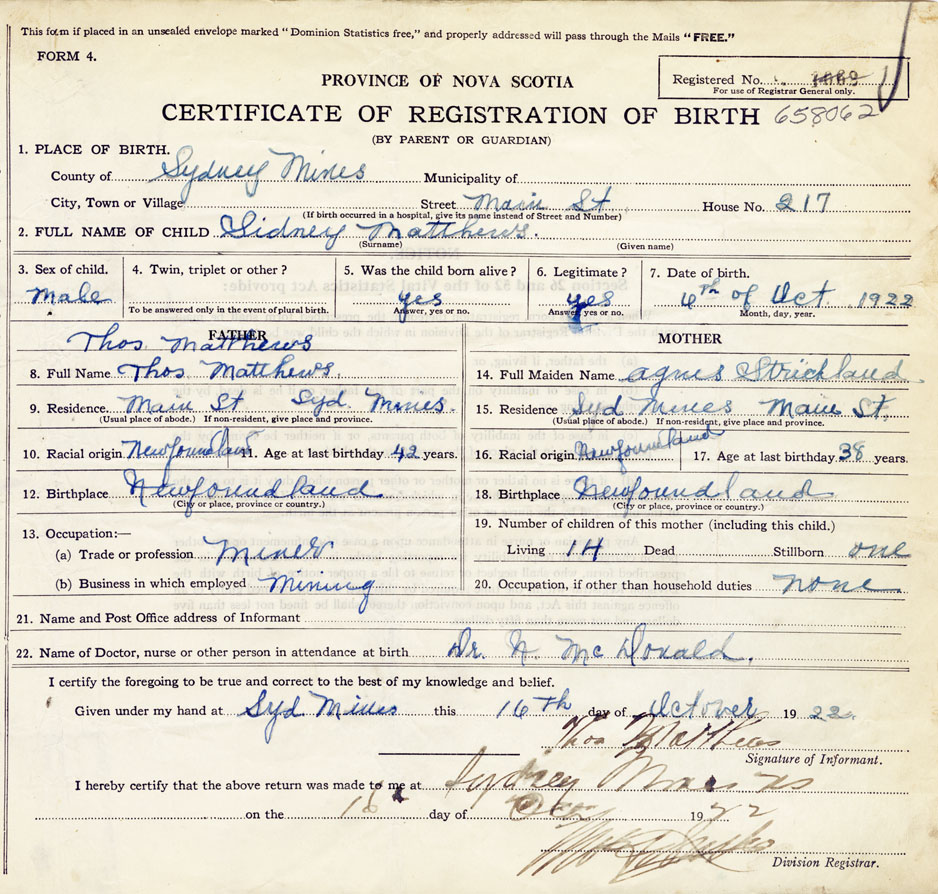 This form if placed in an unsealed envelope marked "Dominion Statistics free," and properly addressed will pass through the Mails "FREE."
FORM 4.
PROVINCE OF NOVA SCOTIA
Registered No. 1669
For use of Registrar General only.
CERTIFICATE OF REGISTRATION OF BIRTH 658062
(BY PARENT OR GUARDIAN)
1. PLACE OF BIRTH.
County of Sydney Mines Municipality of
City, Town or Village Street Main St House No. 217
(If birth occurred in a hospital, give its name instead of Street and Number)
2. FULL NAME OF CHILD Sidney Matthews.
(Surname) (Given name)
3. Sex of child. 4. Twin, triplet or other? 5. Was the child born alive? 6. Legitimate? 7. Date of birth.
Male yes yes 6th of Oct. 1922
To be answered only in the event of plural birth. Answer, yes or no. Answer, yes or no. Month, day, year.
FATHER MOTHER
Thos. Matthews
8. Full Name Thos Matthews. 14. Full Maiden Name Agnes Strickland
9. Residence Main St Syd. Mines. 15. Residence Syd Mines Main St.
(Usual place of abode.) If non-resident, give place and province. (Usual place of abode.) If non-resident, give place and province.
10. Racial origin Newfoundland 11. Age at last birthday 42 years. 16. Racial origin Newfoundland 17. Age at last birthday 38 years.
12. Birthplace Newfoundland 18. Birthplace Newfoundland
(City or place, province or country.) (City or place, province or country.)
13. Occupation:— 19. Number of children of this mother (including this child.)
(a) Trade or profession Miner Living 14 Dead Stillborn one
(b) Business in which employed Mining 20. Occupation, if other than household duties none
21. Name and Post Office address of Informant
22. Name of Doctor, nurse or other person in attendance at birth Dr. N McDonald.
I certify the foregoing to be true and correct to the best of my knowledge and belief.
Given under my hand at Syd Mines this 16th day of Octover 1922
Thos Matthews
Signature of Informant.
I hereby certify that the above return was made to me at Sydney Mines
on the 16 day of 1922
Division Registrar.